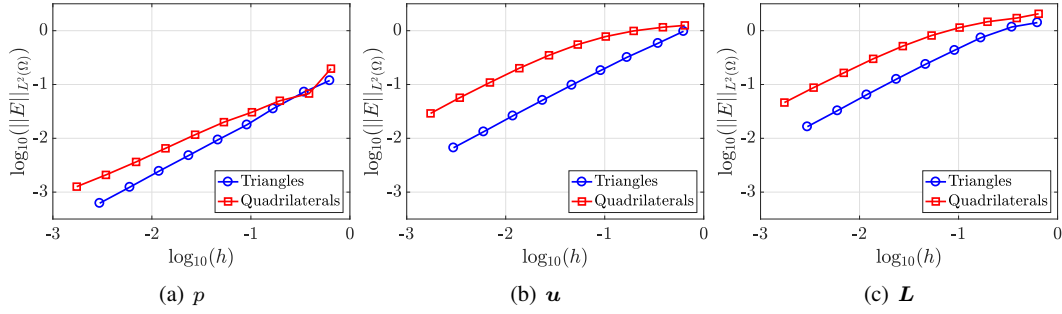 0
-1
-2
-3
log₁₀(||E||_{L²(Ω)})
Triangles
Quadrilaterals
-3
-2
-1
0
log₁₀(h)
(a) p
0
-1
-2
-3
log₁₀(||E||_{L²(Ω)})
Triangles
Quadrilaterals
-3
-2
-1
0
log₁₀(h)
(b) u
0
-1
-2
-3
log₁₀(||E||_{L²(Ω)})
Triangles
Quadrilaterals
-3
-2
-1
0
log₁₀(h)
(c) L